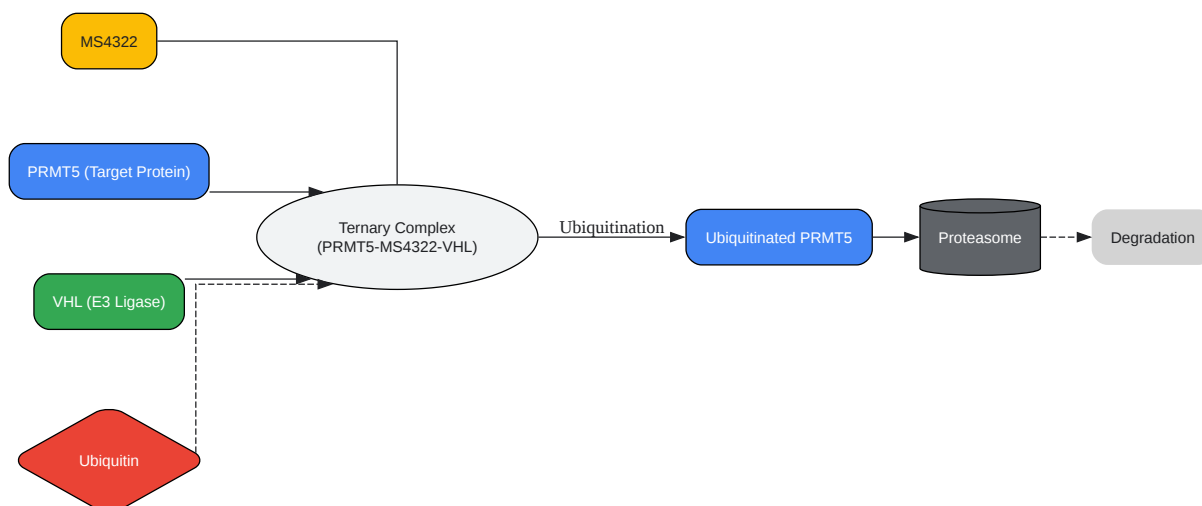 MS4322
PRMT5 (Target Protein)
Ternary Complex
(PRMT5-MS4322-VHL)
Ubiquitination
Ubiquitinated PRMT5
Proteasome
Degradation
VHL (E3 Ligase)
Ubiquitin